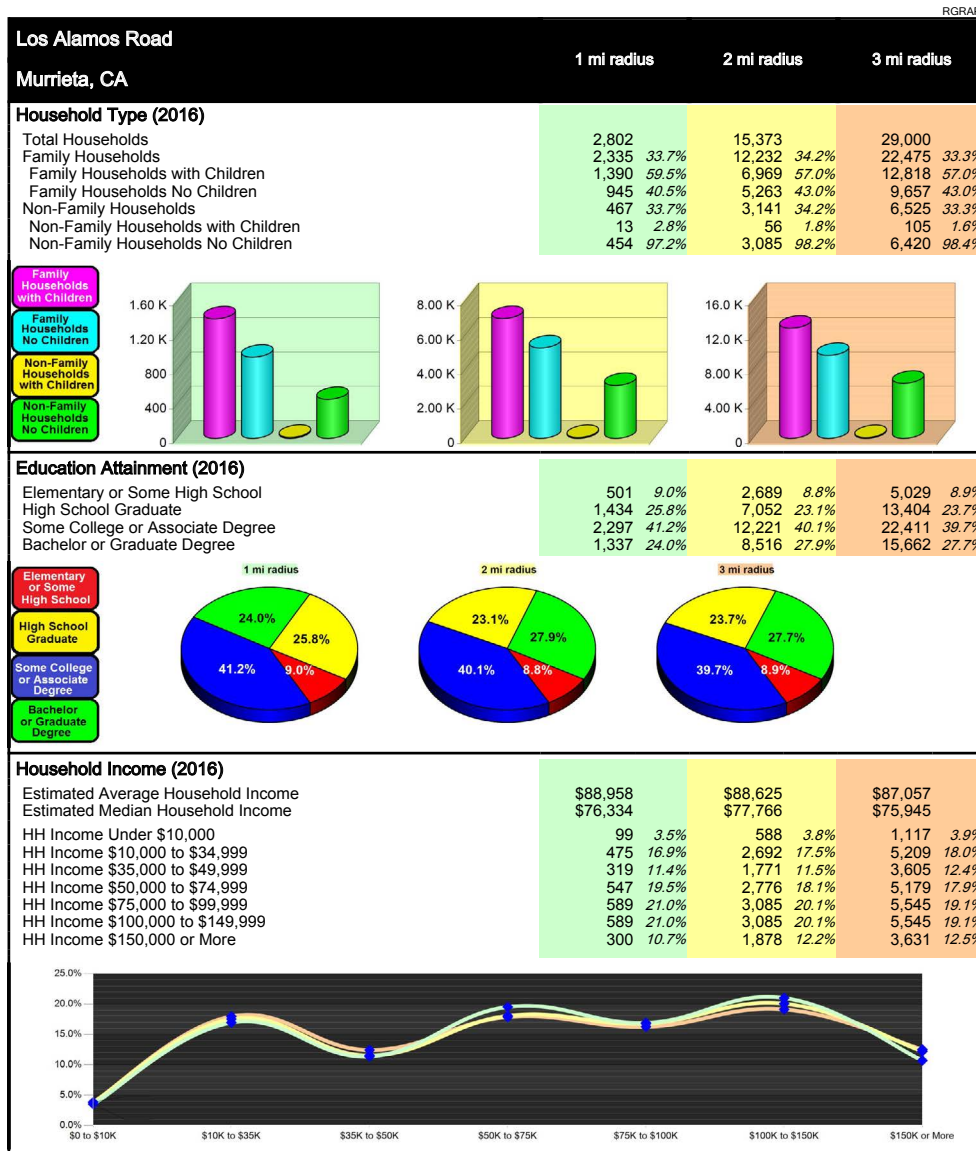 RGRAF
Los Alamos Road
Murrieta, CA
1 mi radius 2 mi radius 3 mi radius
Household Type (2016)
Total Households 2,802 15,373 29,000
Family Households 2,335 33.7% 12,232 34.2% 22,475 33.3%
Family Households with Children 1,390 59.5% 6,969 57.0% 12,818 57.0%
Family Households No Children 945 40.5% 5,263 43.0% 9,657 43.0%
Non-Family Households 467 33.7% 3,141 34.2% 6,525 33.3%
Non-Family Households with Children 13 2.8% 56 1.8% 105 1.6%
Non-Family Households No Children 454 97.2% 3,085 98.2% 6,420 98.4%
Family
Households
with Children
Family
Households
No Children
Non-Family
Households
with Children
Non-Family
Households
No Children
1.60 K
1.20 K
800
400
0
8.00 K
6.00 K
4.00 K
2.00 K
0
16.0 K
12.0 K
8.00 K
4.00 K
0
Education Attainment (2016)
Elementary or Some High School 501 9.0% 2,689 8.8% 5,029 8.9%
High School Graduate 1,434 25.8% 7,052 23.1% 13,404 23.7%
Some College or Associate Degree 2,297 41.2% 12,221 40.1% 22,411 39.7%
Bachelor or Graduate Degree 1,337 24.0% 8,516 27.9% 15,662 27.7%
Elementary
or Some
High School
High School
Graduate
Some College
or Associate
Degree
Bachelor
or Graduate
Degree
1 mi radius
24.0%
25.8%
41.2%
9.0%
2 mi radius
23.1%
27.9%
40.1%
8.8%
3 mi radius
23.7%
27.7%
39.7%
8.9%
Household Income (2016)
Estimated Average Household Income $88,958 $88,625 $87,057
Estimated Median Household Income $76,334 $77,766 $75,945
HH Income Under $10,000 99 3.5% 588 3.8% 1,117 3.9%
HH Income $10,000 to $34,999 475 16.9% 2,692 17.5% 5,209 18.0%
HH Income $35,000 to $49,999 319 11.4% 1,771 11.5% 3,605 12.4%
HH Income $50,000 to $74,999 547 19.5% 2,776 18.1% 5,179 17.9%
HH Income $75,000 to $99,999 589 21.0% 3,085 20.1% 5,545 19.1%
HH Income $100,000 to $149,999 589 21.0% 3,085 20.1% 5,545 19.1%
HH Income $150,000 or More 300 10.7% 1,878 12.2% 3,631 12.5%
25.0%
20.0%
15.0%
10.0%
5.0%
0.0%
$0 to $10K $10K to $35K $35K to $50K $50K to $75K $75K to $100K $100K to $150K $150K or More